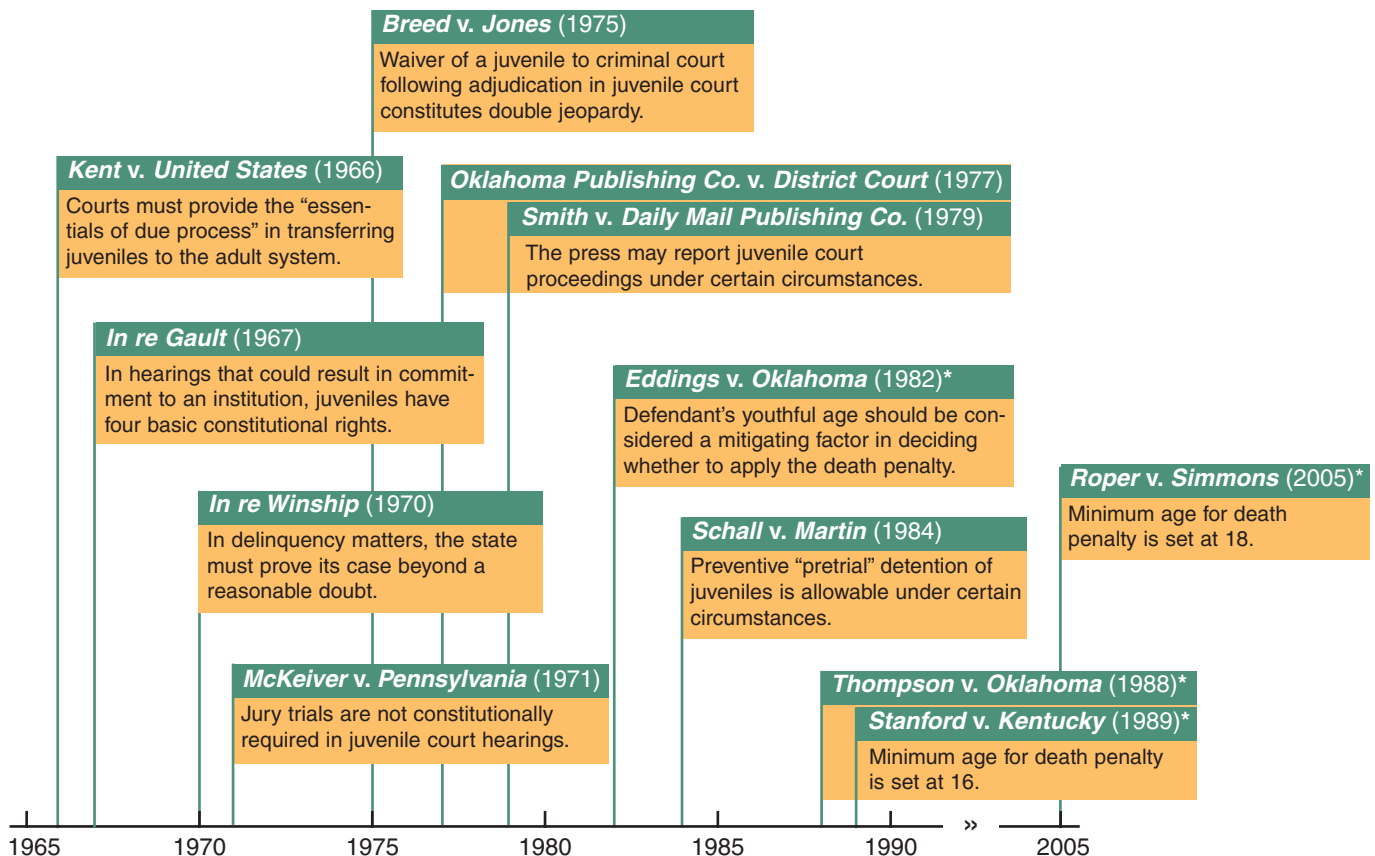 Breed v. Jones (1975)
Waiver of a juvenile to criminal court
following adjudication in juvenile court
constitutes double jeopardy.
Kent v. United States (1966)
Courts must provide the “essen-
tials of due process” in transferring
juveniles to the adult system.
Oklahoma Publishing Co. v. District Court (1977)
Smith v. Daily Mail Publishing Co. (1979)
The press may report juvenile court
proceedings under certain circumstances.
In re Gault (1967)
In hearings that could result in commit-
ment to an institution, juveniles have
four basic constitutional rights.
Eddings v. Oklahoma (1982)*
Defendant’s youthful age should be con-
sidered a mitigating factor in deciding
whether to apply the death penalty.
Roper v. Simmons (2005)*
Minimum age for death
penalty is set at 18.
In re Winship (1970)
In delinquency matters, the state
must prove its case beyond a
reasonable doubt.
Schall v. Martin (1984)
Preventive “pretrial” detention of
juveniles is allowable under certain
circumstances.
McKeiver v. Pennsylvania (1971)
Jury trials are not constitutionally
required in juvenile court hearings.
Thompson v. Oklahoma (1988)*
Stanford v. Kentucky (1989)*
Minimum age for death penalty
is set at 16.
»
1965 1970 1975 1980 1985 1990 2005